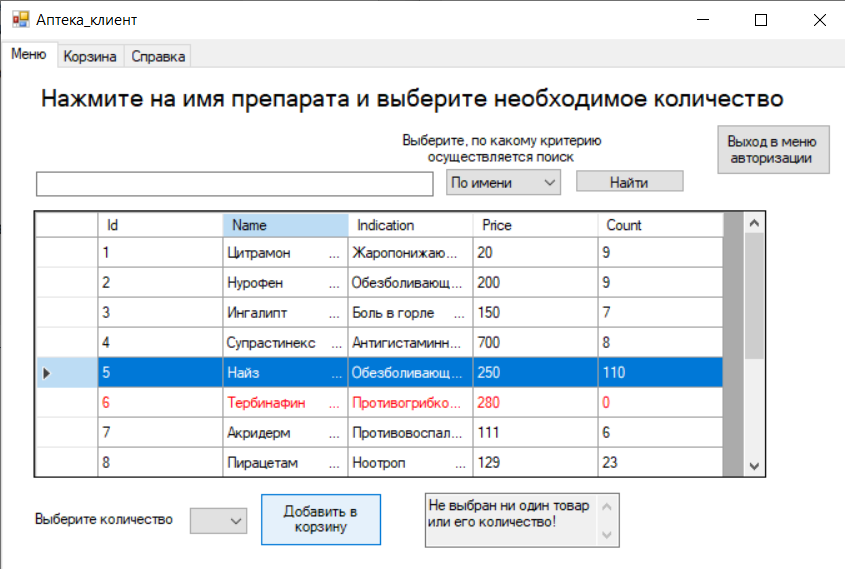 Аптека_клиент
Меню Корзина Справка
Нажмите на имя препарата и выберите необходимое количество
Выберите, по какому критерию
осуществляется поиск
Выход в меню
авторизации
По имени Найти
Id Name Indication Price Count
1 Цитрамон ... Жаропонижаю... 20 9
2 Нурофен ... Обезболивающ... 200 9
3 Ингалипт ... Боль в горле ... 150 7
4 Супрастинекс ... Антигистаминн... 700 8
5 Найз ... Обезболивающ... 250 110
6 Тербинафин ... Противогрибко... 280 0
7 Акридерм ... Противовоспал... 111 6
8 Пирацетам ... Ноотроп ... 129 23
Выберите количество
Добавить в
корзину
Не выбран ни один товар
или его количество!